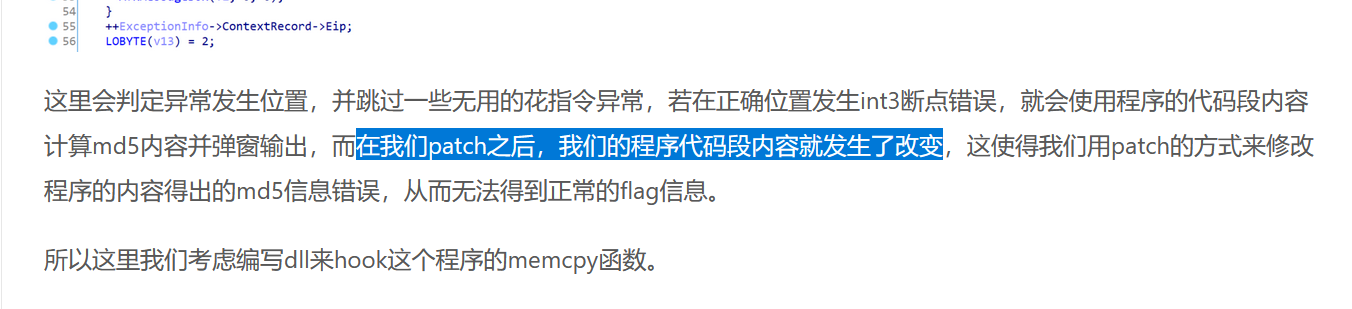 54 }
55 ++ExceptionInfo->ContextRecord->Eip;
56 LOBYTE(v13) = 2;
这里会判定异常发生位置，并跳过一些无用的花指令异常，若在正确位置发生int3断点错误，就会使用程序的代码段内容
计算md5内容并弹窗输出，而在我们patch之后，我们的程序代码段内容就发生了改变，这使得我们用patch的方式来修改
程序的内容得出的md5信息错误，从而无法得到正常的flag信息。
所以这里我们考虑编写dll来hook这个程序的memcpy函数。